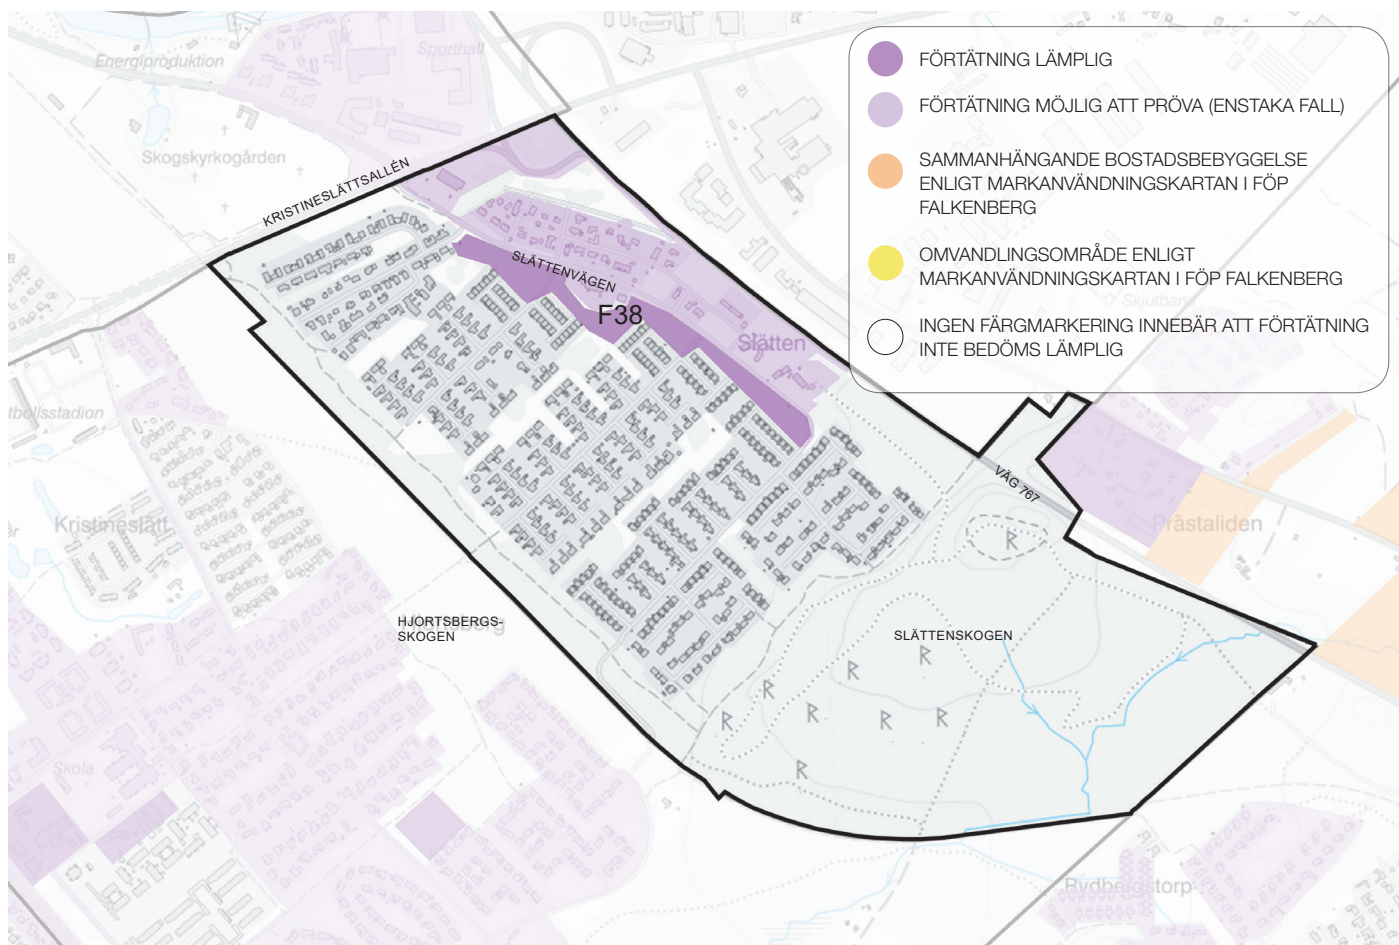 Energiproduktion
Sporthall
Skogskyrkogården
KRISTINESLÄTTSALLÉN
FÖRTÄTNING LÄMPLIG
FÖRTÄTNING MÖJLIG ATT PRÖVA (ENSTAKA FALL)
SAMMANHÄNGANDE BOSTADSBEBYGGELSE
ENLIGT MARKANVÄNDNINGSKARTAN I FÖP
FALKENBERG
OMVANDLINGSOMRÅDE ENLIGT
MARKANVÄNDNINGSKARTAN I FÖP FALKENBERG
Skjutbana
INGEN FÄRGMARKERING INNEBÄR ATT FÖRTÄTNING
INTE BEDÖMS LÄMPLIG
SLÄTTENVÄGEN
F38
Slätten
tbollsstadion
VÄG 767
Kristineslätt
Prästaliden
R
HJORTSBERGS-
SKOGEN
SLÄTTENSKOGEN
R
R
R
R
R
R
R
R
Skola
Rydbergstorp